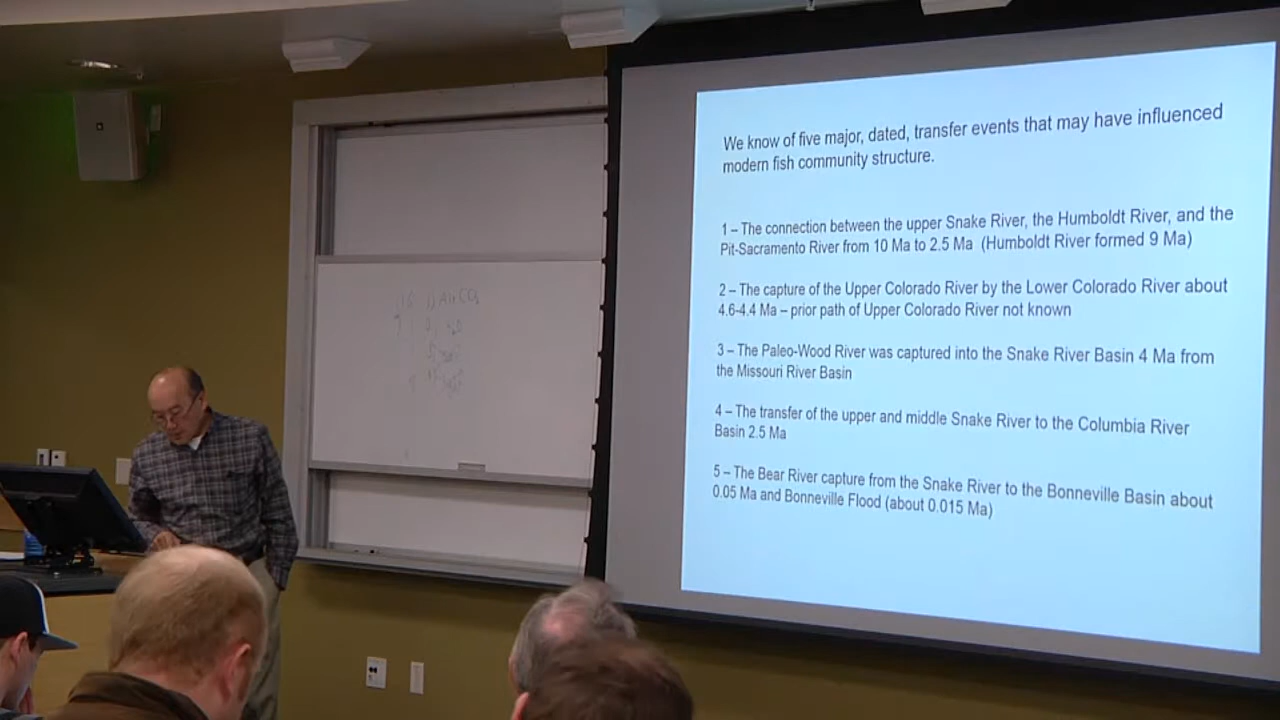 We know of five major, dated, transfer events that may have influenced
modern fish community structure.
1 – The connection between the upper Snake River, the Humboldt River, and the
Pit-Sacramento River from 10 Ma to 2.5 Ma (Humboldt River formed 9 Ma)
2 – The capture of the Upper Colorado River by the Lower Colorado River about
4.6-4.4 Ma – prior path of Upper Colorado River not known
3 – The Paleo-Wood River was captured into the Snake River Basin 4 Ma from
the Missouri River Basin
4 – The transfer of the upper and middle Snake River to the Columbia River
Basin 2.5 Ma
5 – The Bear River capture from the Snake River to the Bonneville Basin about
0.05 Ma and Bonneville Flood (about 0.015 Ma)